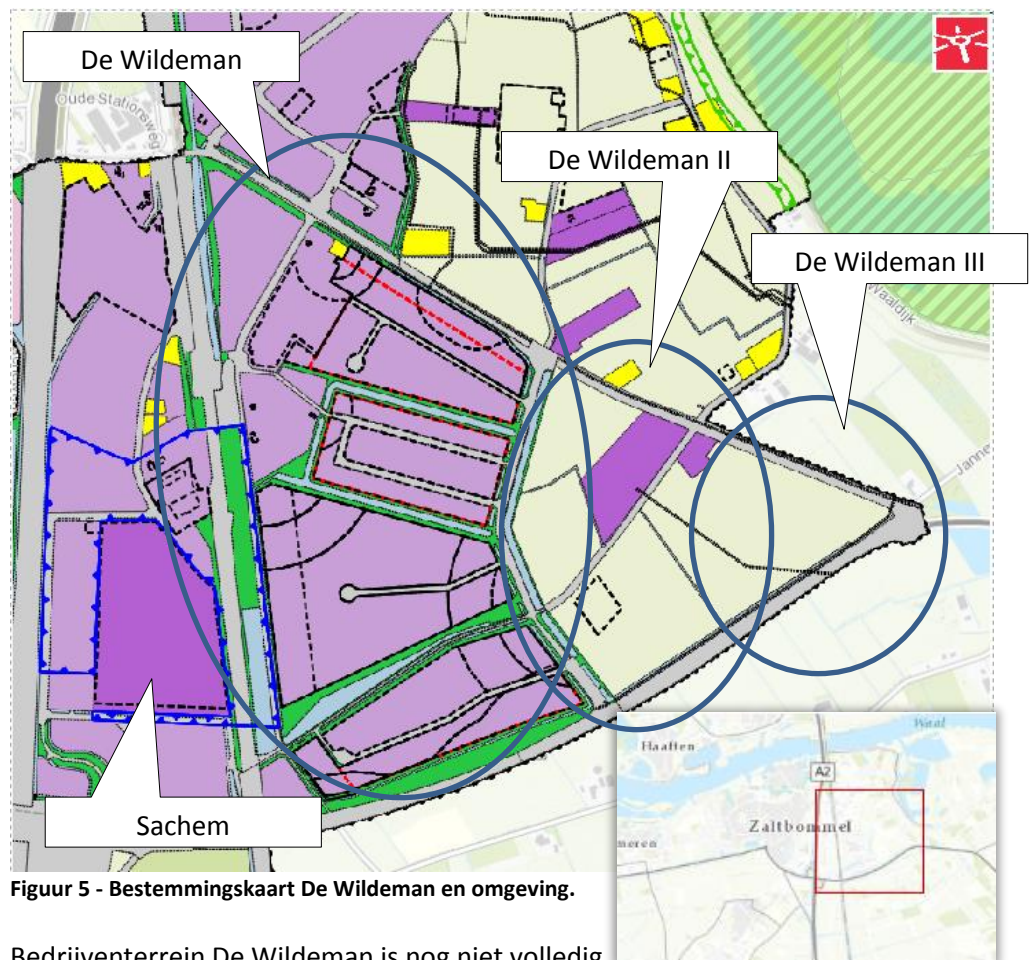 De Wildeman
Oude Stationsweg
De Wildeman II
De Wildeman III
Waaldijk
Janne
Sachem
Figuur 5 - Bestemmingskaart De Wildeman en omgeving.
Waal
Haaften
A2
Zaltbommel
meren
Bedrijventerrein De Wildeman is nog niet volledig